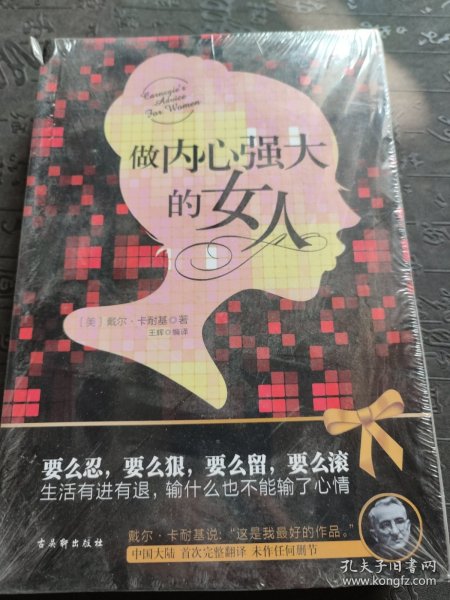 Carnegie's
Advice
For Women
做内心强大
的女人
[美]戴尔·卡耐基◎著
王辉◎编译
要么忍，要么狠，要么留，要么滚
生活有进有退，输什么也不能输了心情
戴尔·卡耐基说：“这是我最好的作品。”
中国大陆 首次完整翻译 未作任何删节
古吴轩出版社
孔夫子旧书网
kongfz.com